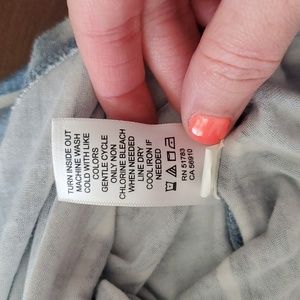 TURN INSIDE OUT
MACHINE WASH
COLD WITH LIKE
COLORS
GENTLE CYCLE
ONLY NON
CHLORINE BLEACH
WHEN NEEDED
LINE DRY
COOL IRON IF
NEEDED
RN 51783
CA 56910